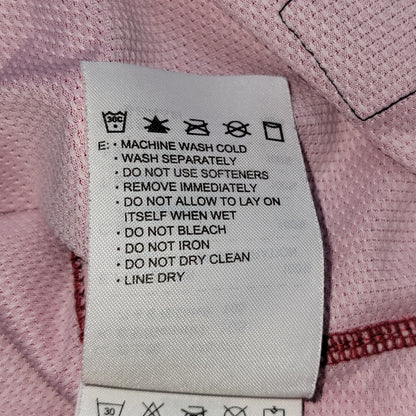 30C
E: • MACHINE WASH COLD
• WASH SEPARATELY
• DO NOT USE SOFTENERS
• REMOVE IMMEDIATELY
• DO NOT ALLOW TO LAY ON
ITSELF WHEN WET
• DO NOT BLEACH
• DO NOT IRON
• DO NOT DRY CLEAN
• LINE DRY
30